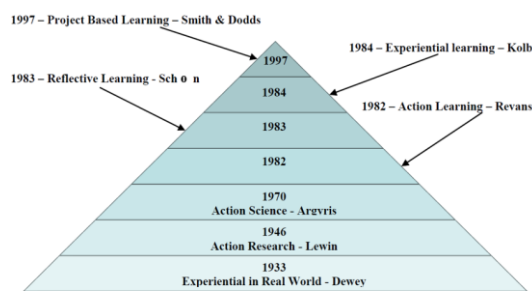 1997 – Project Based Learning – Smith & Dodds
1984 – Experiential learning – Kolb
1983 – Reflective Learning - Sch ө n
1982 – Action Learning – Revans
1997
1984
1983
1982
1970
Action Science - Argyris
1946
Action Research - Lewin
1933
Experiential in Real World - Dewey